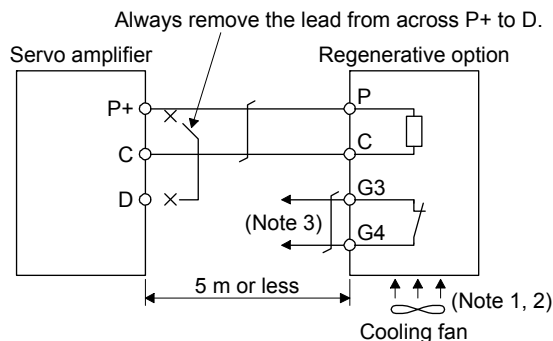 Always remove the lead from across P+ to D.
Servo amplifier
Regenerative option
P+
P
C
C
D
G3
(Note 3)
G4
5 m or less
(Note 1, 2)
Cooling fan